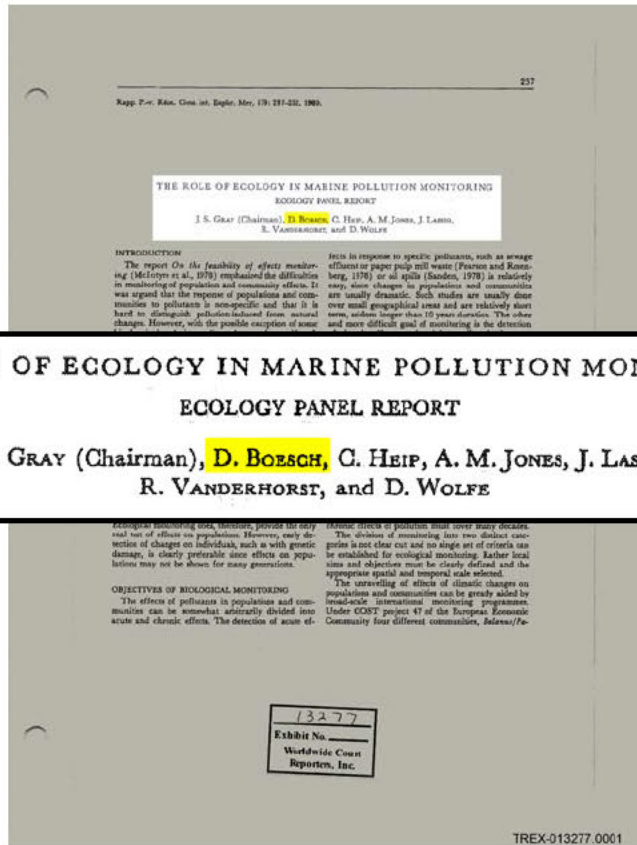 237
Rapp. P.-v. Réun. Cons. int. Explor. Mer, 179: 237-252, 1980.
THE ROLE OF ECOLOGY IN MARINE POLLUTION MONITORING
ECOLOGY PANEL REPORT
J. S. GRAY (Chairman), D. BOESCH, C. HEIP, A. M. JONES, J. LASSIG,
R. VANDERHORST, and D. WOLFE
INTRODUCTION
The report On the feasibility of effects monitor-
ing (McIntyre et al., 1978) emphasized the difficulties
in monitoring of population and community effects. It
was argued that the response of populations and com-
munities to pollutants is non-specific and that it is
hard to distinguish pollution-induced from natural
changes. However, with the possible exception of some
fects in response to specific pollutants, such as sewage
effluent or paper pulp mill waste (Pearson and Rosen-
berg, 1978) or oil spills (Sanders, 1978) is relatively
easy, since changes in populations and communities
are usually dramatic. Such studies are usually done
over small geographical areas and are relatively short
term, seldom longer than 10 years duration. The other
and more difficult goal of monitoring is the detection
OF ECOLOGY IN MARINE POLLUTION MON
ECOLOGY PANEL REPORT
GRAY (Chairman), D. BOESCH, C. HEIP, A. M. JONES, J. LAS
R. VANDERHORST, and D. WOLFE
Ecological monitoring does, therefore, provide the only
real test of effects on populations. However, early de-
tection of changes on individuals, such as with genetic
damage, is clearly preferable since effects on popu-
lations may not be shown for many generations.
OBJECTIVES OF BIOLOGICAL MONITORING
The effects of pollutants in populations and com-
munities can be somewhat arbitrarily divided into
acute and chronic effects. The detection of acute ef-
chronic effects of pollution must cover many decades.
The division of monitoring into two distinct cate-
gories is not clear cut and no single set of criteria can
be established for ecological monitoring. Rather local
aims and objectives must be clearly defined and the
appropriate spatial and temporal scale selected.
The unravelling of effects of climatic changes on
populations and communities can be greatly aided by
broad-scale international monitoring programmes.
Under COST project 47 of the European Economic
Community four different communities, Balanus/Pa-
13277
Exhibit No.
Worldwide Court
Reporters, Inc.
TREX-013277.0001